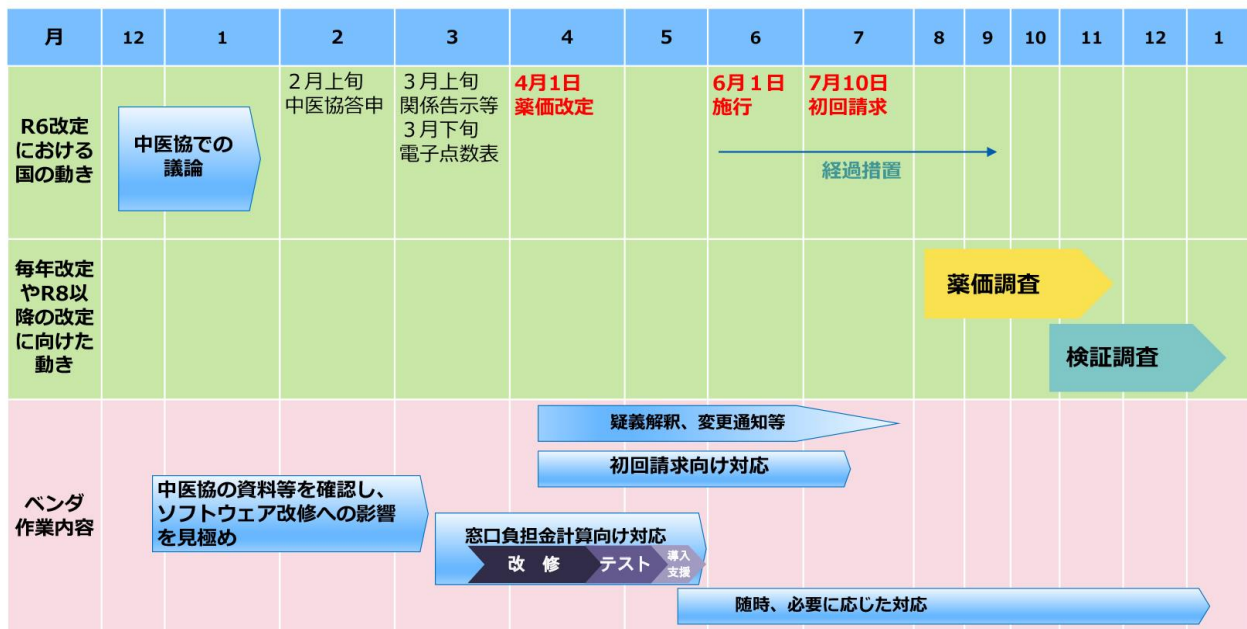 月 12 1 2 3 4 5 6 7 8 9 10 11 12 1
R6改定
における
国の動き
中医協での
議論
２月上旬
中医協答申
３月上旬
関係告示等
３月下旬
電子点数表
4月1日
薬価改定
6月１日
施行
7月10日
初回請求
経過措置
毎年改定
やR8以
降の改定
に向けた
動き
薬価調査
検証調査
ベンダ
作業内容
疑義解釈、変更通知等
初回請求向け対応
中医協の資料等を確認し、
ソフトウェア改修への影響
を見極め
窓口負担金計算向け対応
改 修
テスト
導入
支援
随時、必要に応じた対応